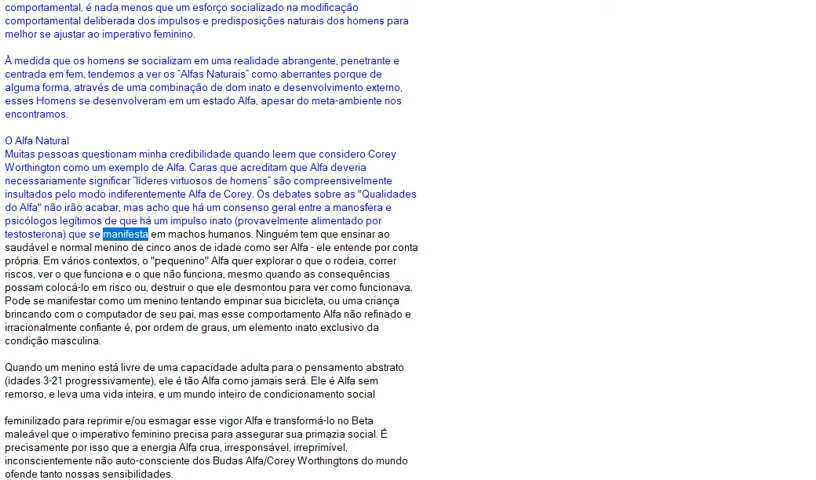 comportamental, é nada menos que um esforço socializado na modificação
comportamental deliberada dos impulsos e predisposições naturais dos homens para
melhor se ajustar ao imperativo feminino.
À medida que os homens se socializam em uma realidade abrangente, penetrante e
centrada em fem, tendemos a ver os "Alfas Naturais" como aberrantes porque de
alguma forma, através de uma combinação de dom inato e desenvolvimento externo,
esses Homens se desenvolveram em um estado Alfa, apesar do meta-ambiente nos
encontramos.
O Alfa Natural
Muitas pessoas questionam minha credibilidade quando leem que considero Corey
Worthington como um exemplo de Alfa. Caras que acreditam que Alfa deveria
necessariamente significar "líderes virtuosos de homens" são compreensivelmente
insultados pelo modo indiferentemente Alfa de Corey. Os debates sobre as "Qualidades
do Alfa" não irão acabar, mas acho que há um consenso geral entre a manosfera e
psicólogos legítimos de que há um impulso inato (provavelmente alimentado por
testosterona) que se manifesta em machos humanos. Ninguém tem que ensinar ao
saudável e normal menino de cinco anos de idade como ser Alfa - ele entende por conta
própria. Em vários contextos, o "pequenino" Alfa quer explorar o que o rodeia, correr
riscos, ver o que funciona e o que não funciona, mesmo quando as consequências
possam colocá-lo em risco ou, destruir o que ele desmontou para ver como funcionava.
Pode se manifestar como um menino tentando empinar sua bicicleta, ou uma criança
brincando com o computador de seu pai, mas esse comportamento Alfa não refinado e
irracionalmente confiante é, por ordem de graus, um elemento inato exclusivo da
condição masculina.
Quando um menino está livre de uma capacidade adulta para o pensamento abstrato
(idades 3-21 progressivamente), ele é tão Alfa como jamais será. Ele é Alfa sem
remorso, e leva uma vida inteira, e um mundo inteiro de condicionamento social
feminilizado para reprimir e/ou esmagar esse vigor Alfa e transformá-lo no Beta
maleável que o imperativo feminino precisa para assegurar sua primazia social. É
precisamente por isso que a energia Alfa crua, irresponsável, irreprimível,
inconscientemente não auto-consciente dos Budas Alfa/Corey Worthingtons do mundo
ofende tanto nossas sensibilidades.